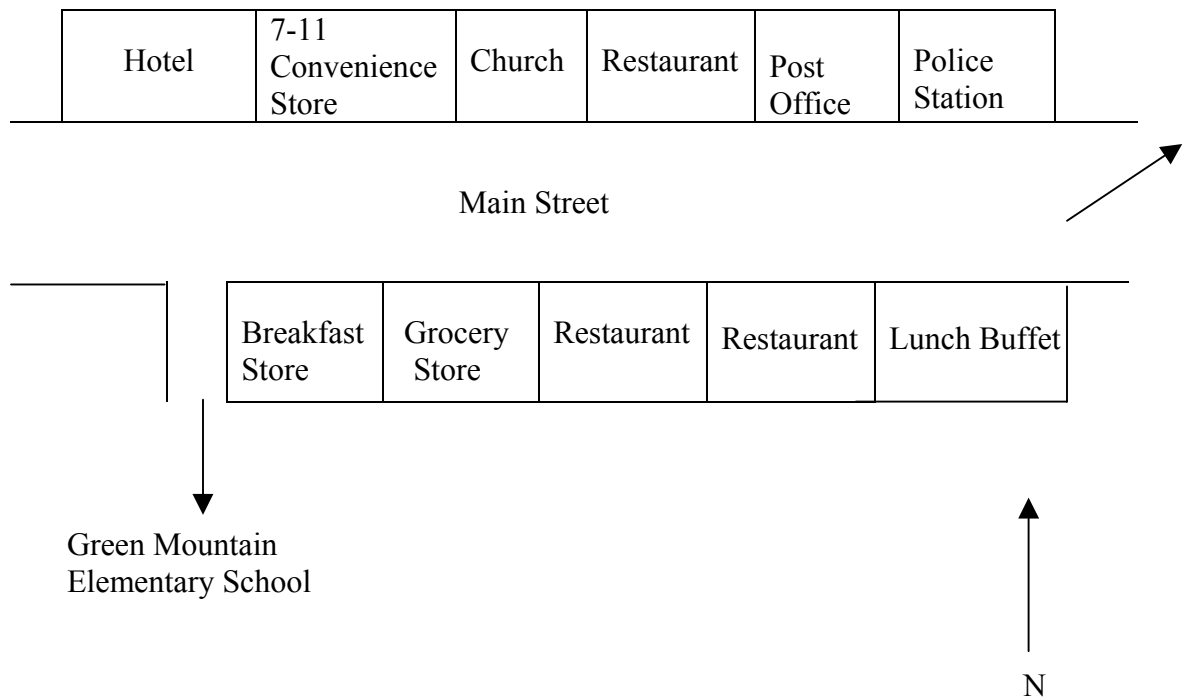 Hotel
7-11
Convenience
Store
Church
Restaurant
Post
Office
Police
Station
Main Street
Breakfast
Store
Grocery
Store
Restaurant
Restaurant
Lunch Buffet
Green Mountain
Elementary School
N